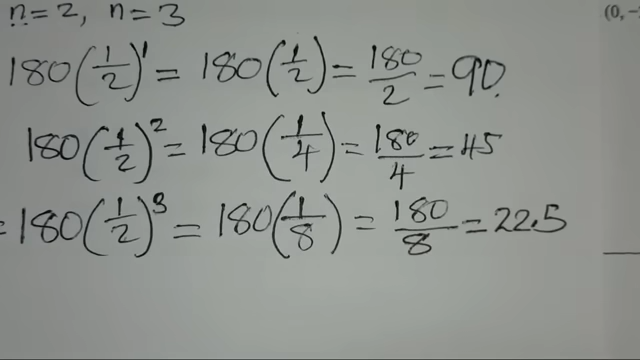 n=2, n=3
(0, -
180(1/2)^1 = 180(1/2) = 180/2 = 90.
180(1/2)^2 = 180(1/4) = 180/4 = 45
= 180(1/2)^3 = 180(1/8) = 180/8 = 22.5